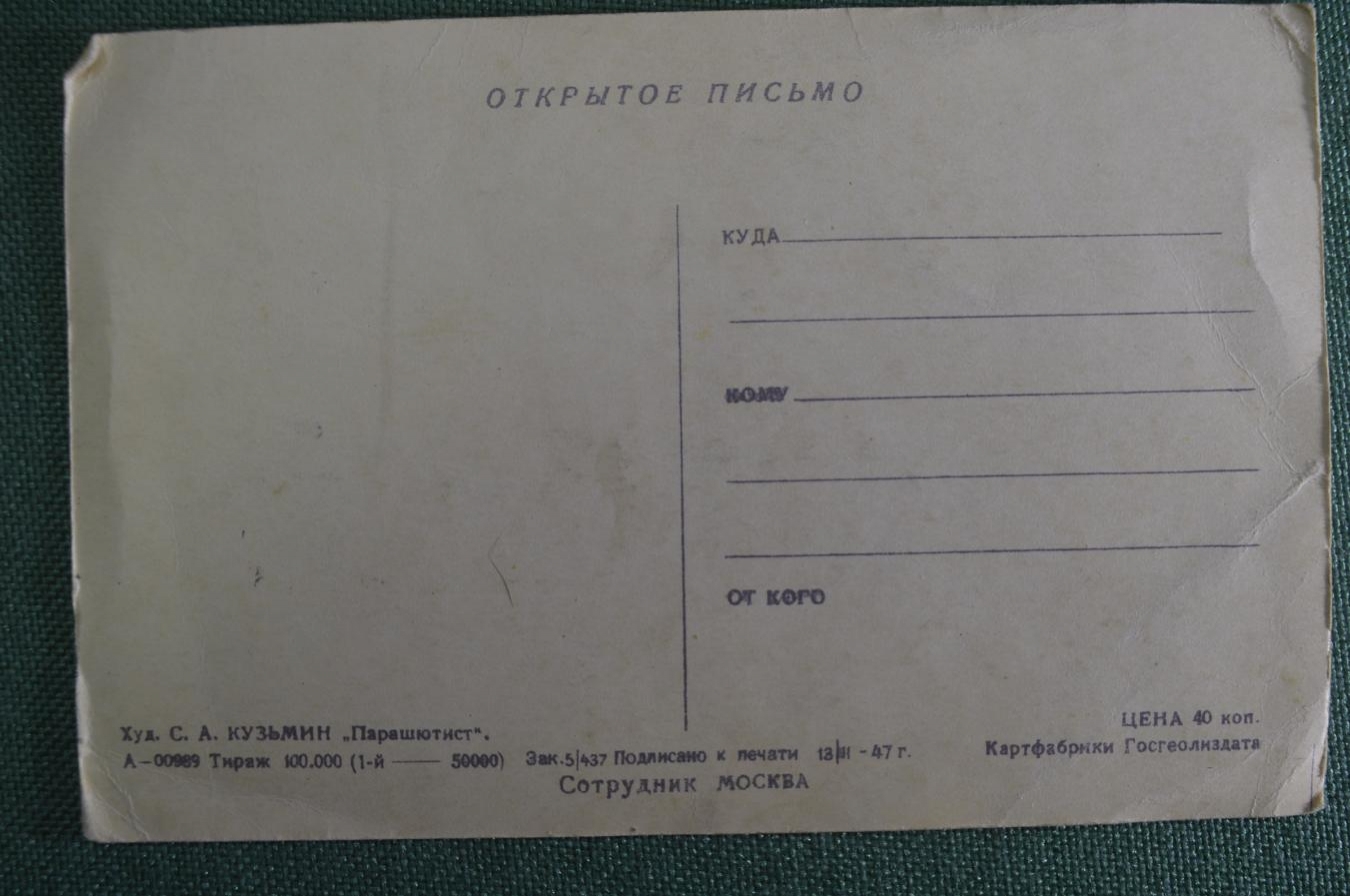 ОТКРЫТОЕ ПИСЬМО
КУДА
КОМУ
ОТ КОГО
Худ. С. А. КУЗЬМИН „Парашютист“.
ЦЕНА 40 коп.
А—00989 Тираж 100.000 (1-й —— 50000) Зак.5/437 Подписано к печати 13/II - 47 г. Картфабрики Госгеолиздата
Сотрудник МОСКВА